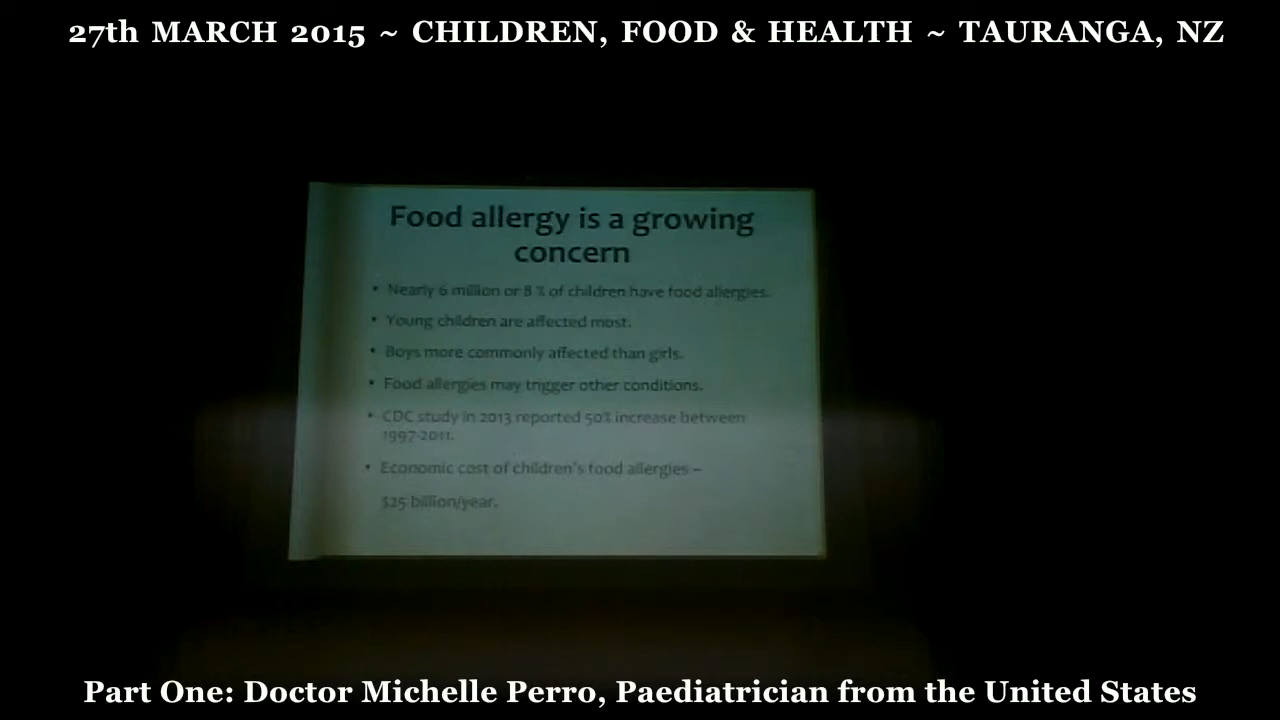 27th MARCH 2015 ~ CHILDREN, FOOD & HEALTH ~ TAURANGA, NZ
Food allergy is a growing
concern
• Nearly 6 million or 8 % of children have food allergies.
• Young children are affected most.
• Boys more commonly affected than girls.
• Food allergies may trigger other conditions.
• CDC study in 2013 reported 50% increase between
1997-2011.
• Economic cost of children's food allergies –
$25 billion/year.
Part One: Doctor Michelle Perro, Paediatrician from the United States